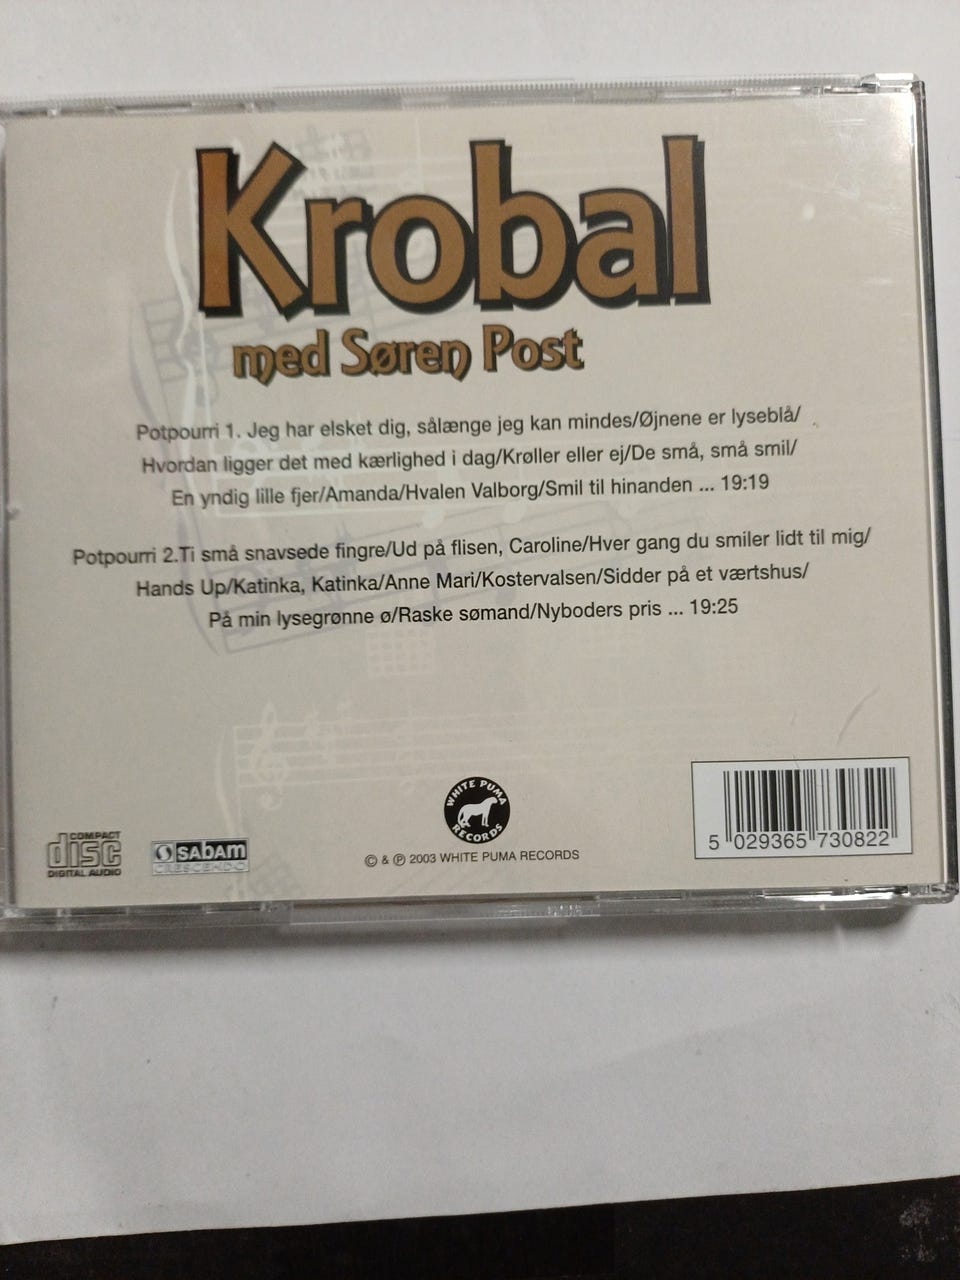 Krobal
med Søren Post
Potpourri 1. Jeg har elsket dig, sålænge jeg kan mindes/Øjnene er lyseblå/
Hvordan ligger det med kærlighed i dag/Krøller eller ej/De små, små smil/
En yndig lille fjer/Amanda/Hvalen Valborg/Smil til hinanden ... 19:19
Potpourri 2.Ti små snavsede fingre/Ud på flisen, Caroline/Hver gang du smiler lidt til mig/
Hands Up/Katinka, Katinka/Anne Mari/Kostervalsen/Sidder på et værtshus/
På min lysegrønne ø/Raske sømand/Nyboders pris ... 19:25
COMPACT
disc
DIGITAL AUDIO
sabam
CRESCENDO
WHITE PUMA
RECORDS
© & ℗ 2003 WHITE PUMA RECORDS
5 029365 730822